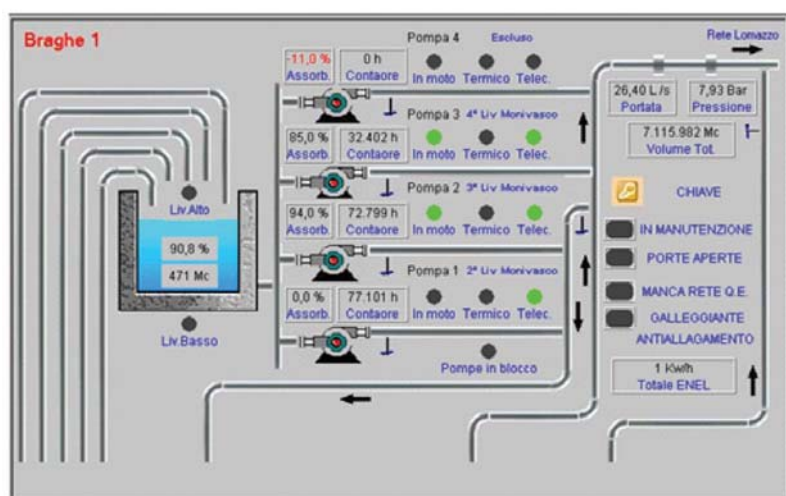 Braghe 1
Rete Lomazzo
Pompa 4 Escluso
-11,0 % 0 h
Assorb. Contaore In moto Termico Telec.
26,40 L /s 7,93 Bar
Portata Pressione
Pompa 3 4ª Liv Monivasco
7.115.982 Mc
Volume Tot.
85,0 % 32.402 h
Assorb. Contaore In moto Termico Telec.
CHIAVE
Pompa 2 3ª Liv Monivasco
Liv.Alto
94,0 % 72.799 h
Assorb. Contaore In moto Termico Telec.
IN MANUTENZIONE
90,8 %
PORTE APERTE
471 Mc
Pompa 1 2ª Liv Monivasco
MANCA RETE Q.E.
0,0 % 77.101 h
Assorb. Contaore In moto Termico Telec.
GALLEGGIANTE
ANTIALLAGAMENTO
Liv.Basso
Pompe in blocco
1 Kw/h
Totale ENEL